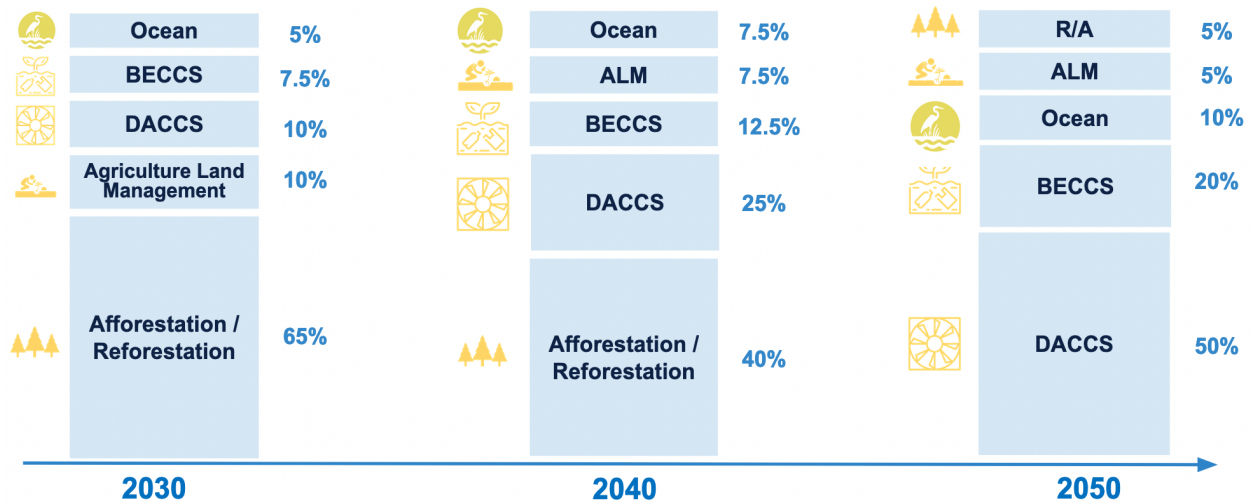 Ocean 5%
BECCS 7.5%
DACCS 10%
Agriculture Land
Management 10%
Afforestation /
Reforestation 65%
2030
Ocean 7.5%
ALM 7.5%
BECCS 12.5%
DACCS 25%
Afforestation /
Reforestation 40%
2040
R/A 5%
ALM 5%
Ocean 10%
BECCS 20%
DACCS 50%
2050